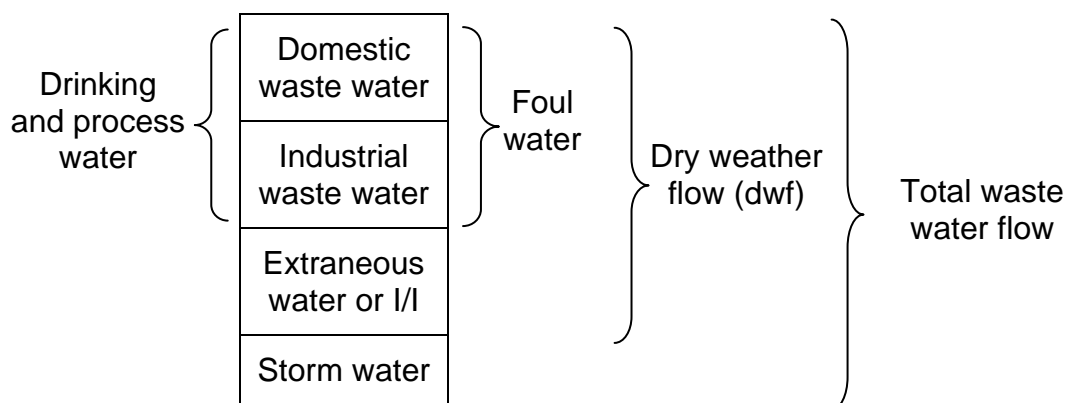 Drinking
and process
water
Domestic
waste water
Industrial
waste water
Extraneous
water or I/I
Storm water
Foul
water
Dry weather
flow (dwf)
Total waste
water flow